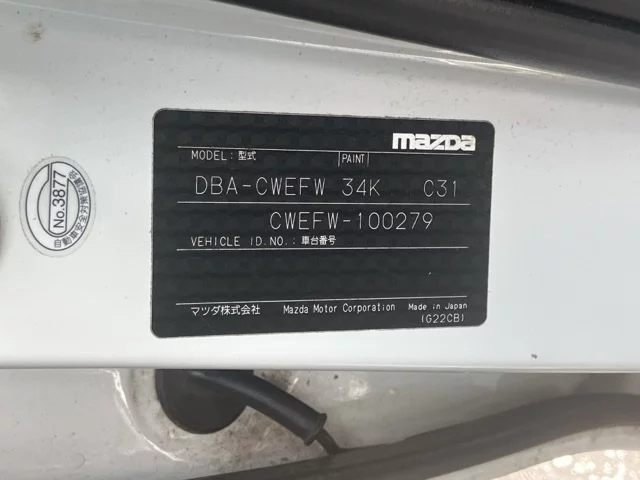 mazda
MODEL: 型式 PAINT
DBA-CWEFW 34K C31
CWEFW-100279
VEHICLE ID.NO.: 車台番号
マツダ株式会社 Mazda Motor Corporation Made in Japan
(G22CB)
No.3877